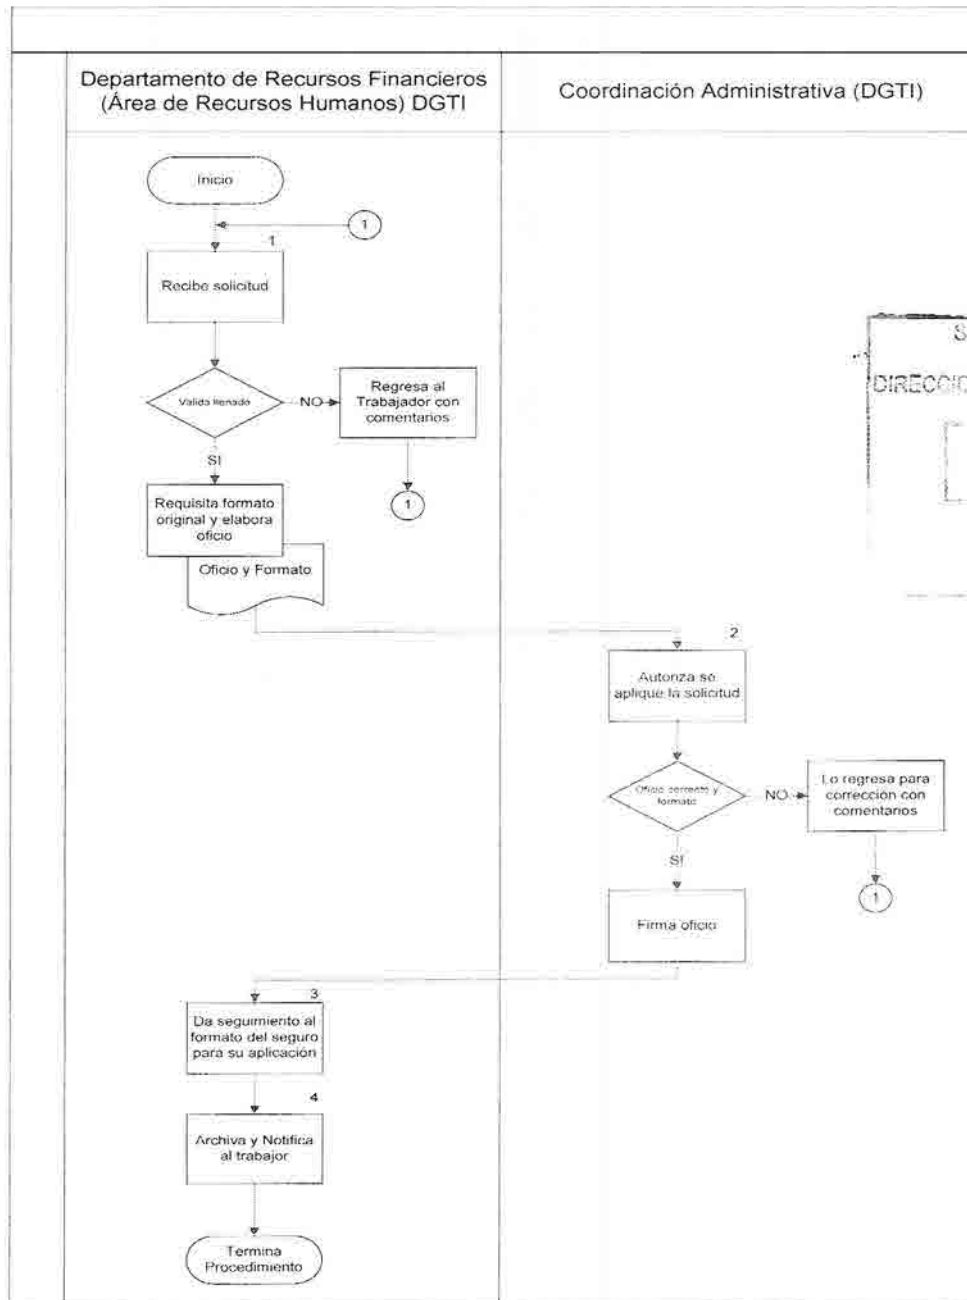 Departamento de Recursos Financieros
(Área de Recursos Humanos) DGTI
Coordinación Administrativa (DGTI)
Inicio
1
1
Recibe solicitud
Valida llenado
NO
Regresa al
Trabajador con
comentarios
SI
1
Requisita formato
original y elabora
oficio
Oficio y Formato
2
Autoriza se
aplique la solicitud
Oficio correcto y
formato
NO
Lo regresa para
corrección con
comentarios
SI
1
Firma oficio
3
Da seguimiento al
formato del seguro
para su aplicación
4
Archiva y Notifica
al trabajor
Termina
Procedimiento
S